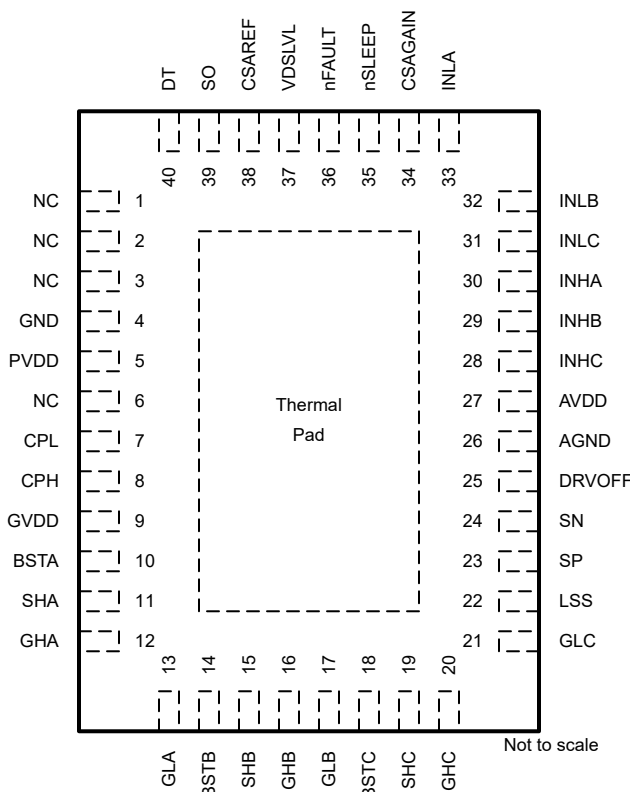 DT SO CSAREF VDSLVL nFAULT nSLEEP CSAGAIN INLA
40 39 38 37 36 35 34 33
NC 1 32 INLB
NC 2 31 INLC
NC 3 30 INHA
GND 4 29 INHB
PVDD 5 28 INHC
NC 6 27 AVDD
Thermal
Pad
CPL 7 26 AGND
CPH 8 25 DRVOFF
GVDD 9 24 SN
BSTA 10 23 SP
SHA 11 22 LSS
GHA 12 21 GLC
13 14 15 16 17 18 19 20
GLA BSTB SHB GHB GLB BSTC SHC GHC
Not to scale